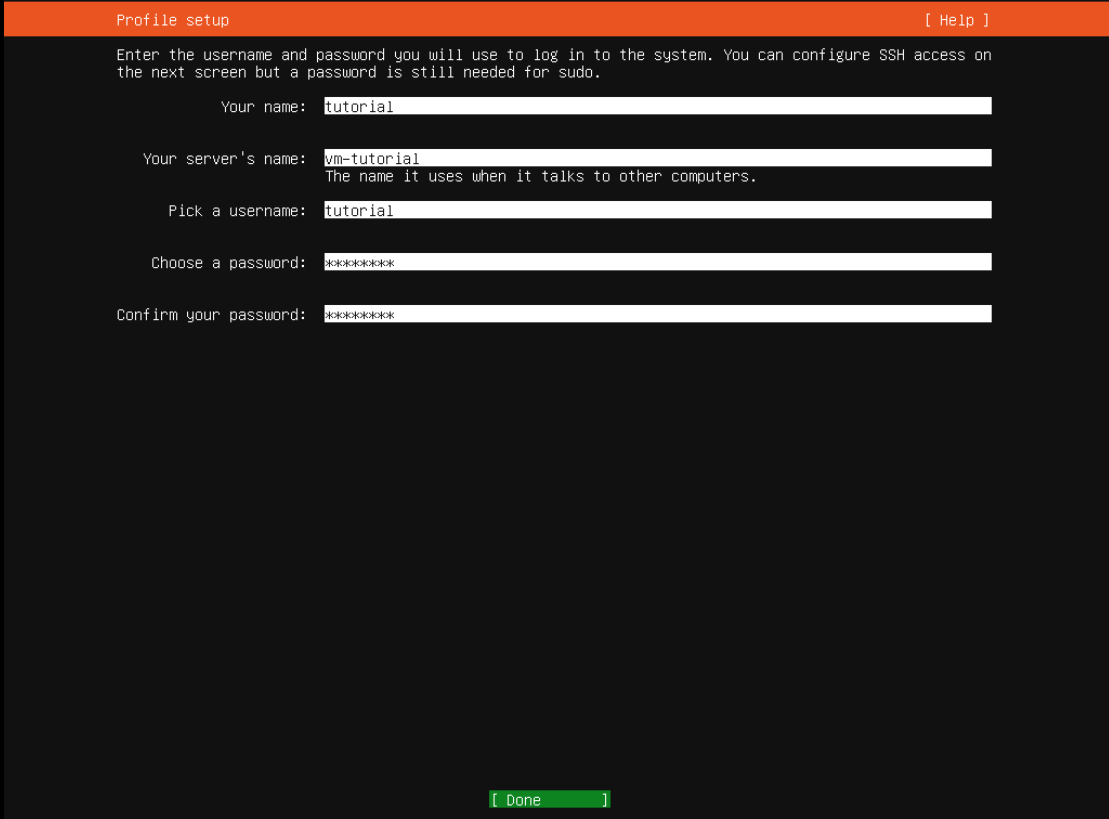 Profile setup [ Help ]
Enter the username and password you will use to log in to the system. You can configure SSH access on
the next screen but a password is still needed for sudo.
Your name: tutorial
Your server's name: vm-tutorial
The name it uses when it talks to other computers.
Pick a username: tutorial
Choose a password: ********
Confirm your password: ********
[ Done ]